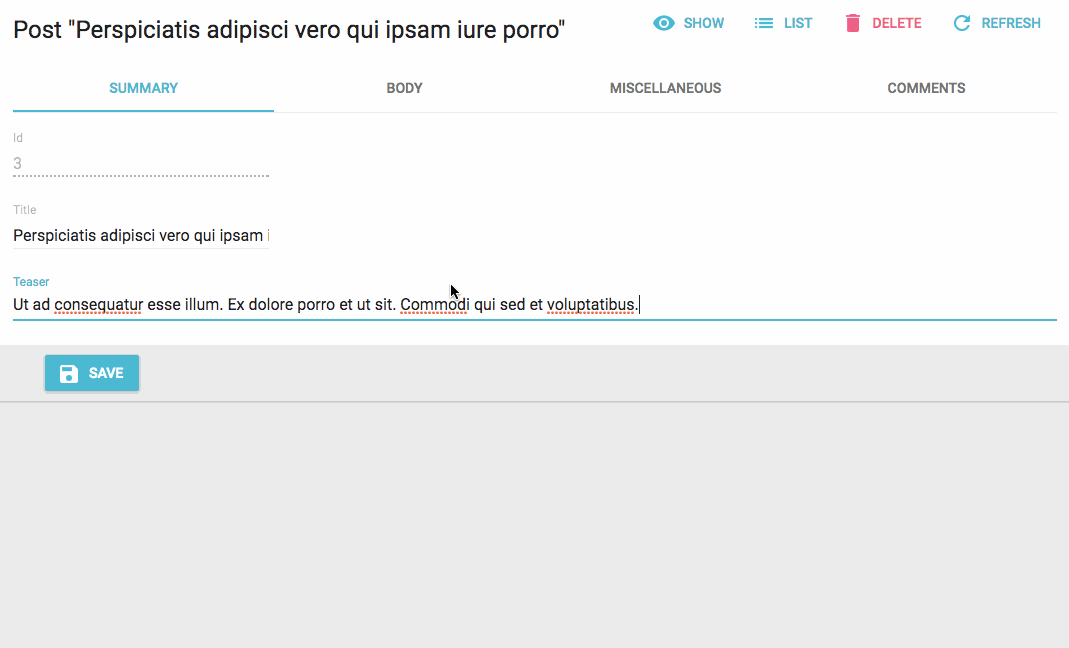 Post "Perspiciatis adipisci vero qui ipsam iure porro"
SHOW LIST DELETE REFRESH
SUMMARY BODY MISCELLANEOUS COMMENTS
Id
3
Title
Perspiciatis adipisci vero qui ipsam
Teaser
Ut ad consequatur esse illum. Ex dolore porro et ut sit. Commodi qui sed et voluptatibus.
SAVE